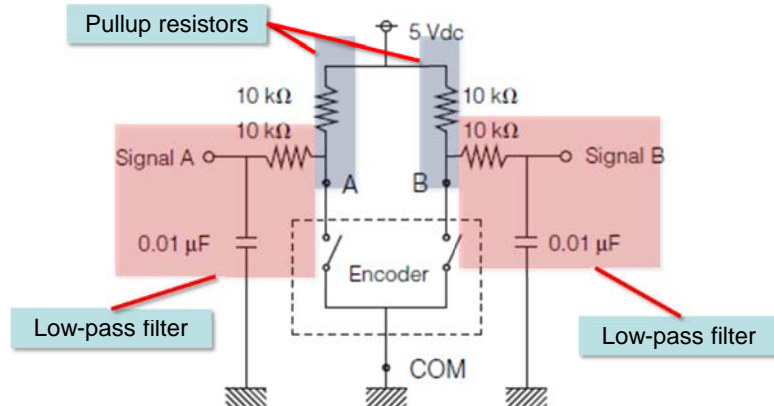 Pullup resistors
5 Vdc
10 kΩ
10 kΩ
10 kΩ
10 kΩ
Signal A
Signal B
A
B
0.01 µF
0.01 µF
Encoder
Low-pass filter
Low-pass filter
COM